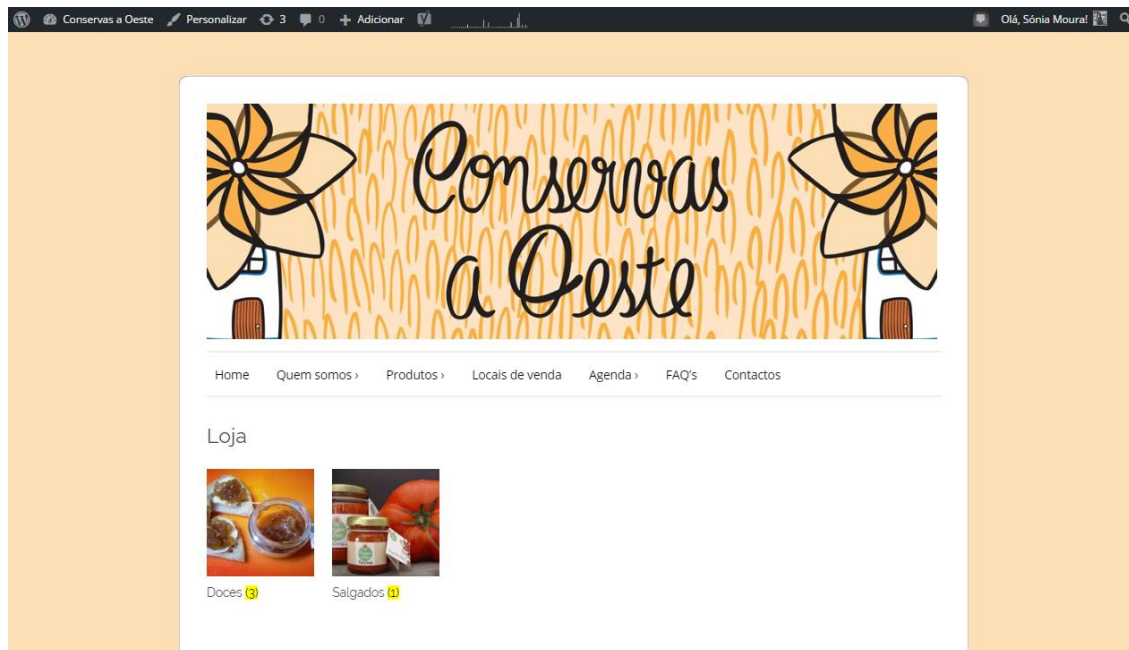 Conservas a Oeste Personalizar 3 0 Adicionar Olá, Sónia Moura!
Conservas
a Oeste
Home Quem somos › Produtos › Locais de venda Agenda › FAQ's Contactos
Loja
Doces (3) Salgados (1)